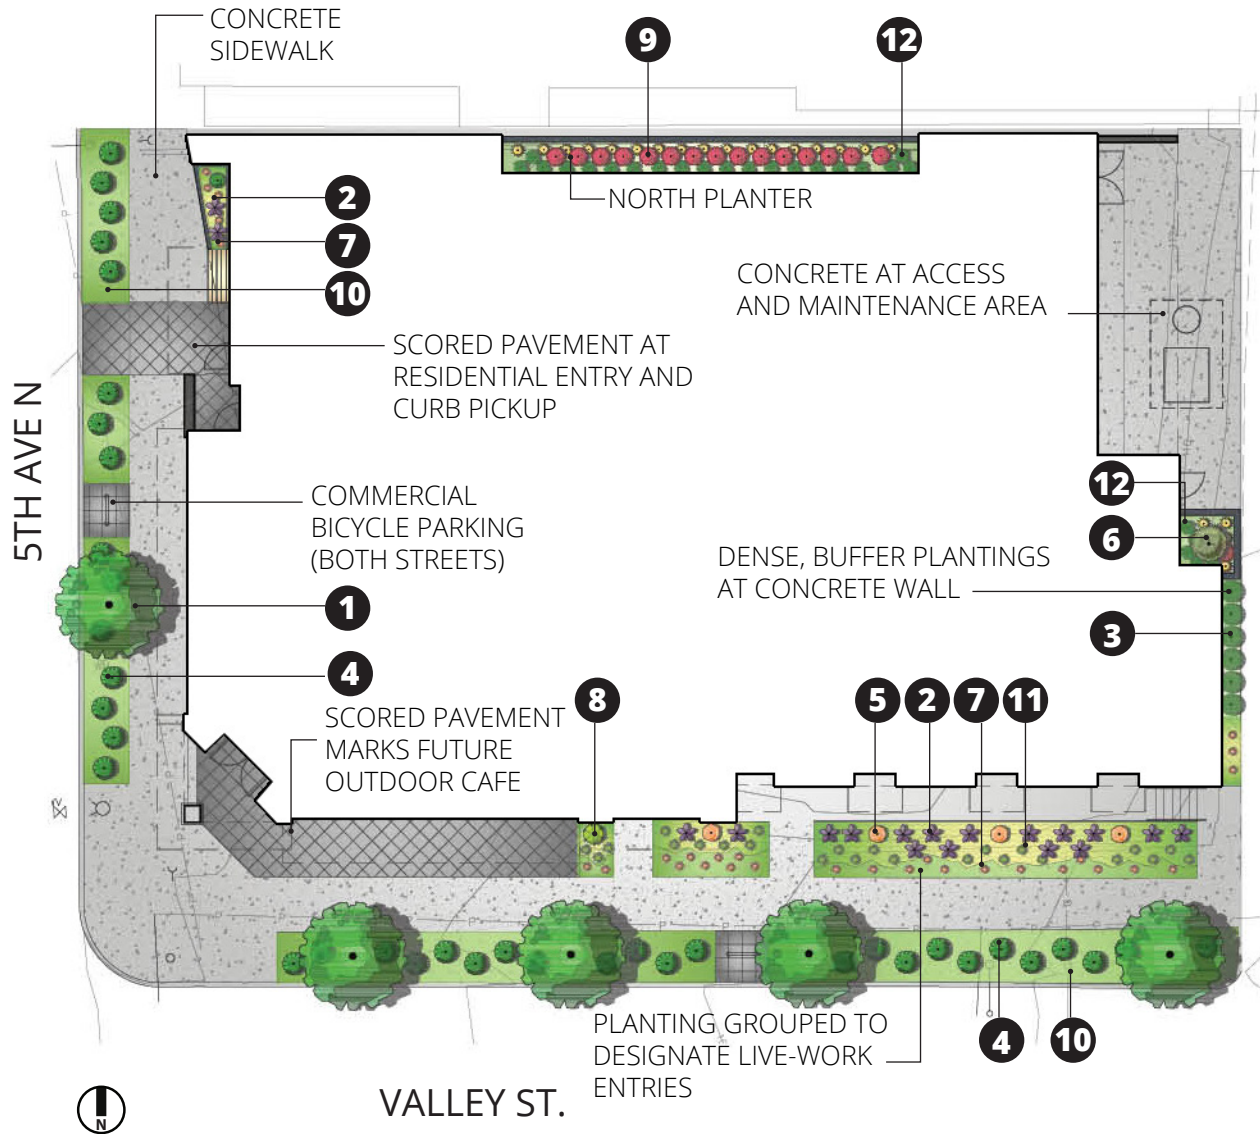 CONCRETE
SIDEWALK
9
12
2
7
10
NORTH PLANTER
CONCRETE AT ACCESS
AND MAINTENANCE AREA
SCORED PAVEMENT AT
RESIDENTIAL ENTRY AND
CURB PICKUP
5TH AVE N
COMMERCIAL
BICYCLE PARKING
(BOTH STREETS)
12
6
DENSE, BUFFER PLANTINGS
AT CONCRETE WALL
1
3
4
SCORED PAVEMENT
MARKS FUTURE
OUTDOOR CAFE
8
5
2
7
11
PLANTING GROUPED TO
DESIGNATE LIVE-WORK
ENTRIES
4
10
VALLEY ST.
N